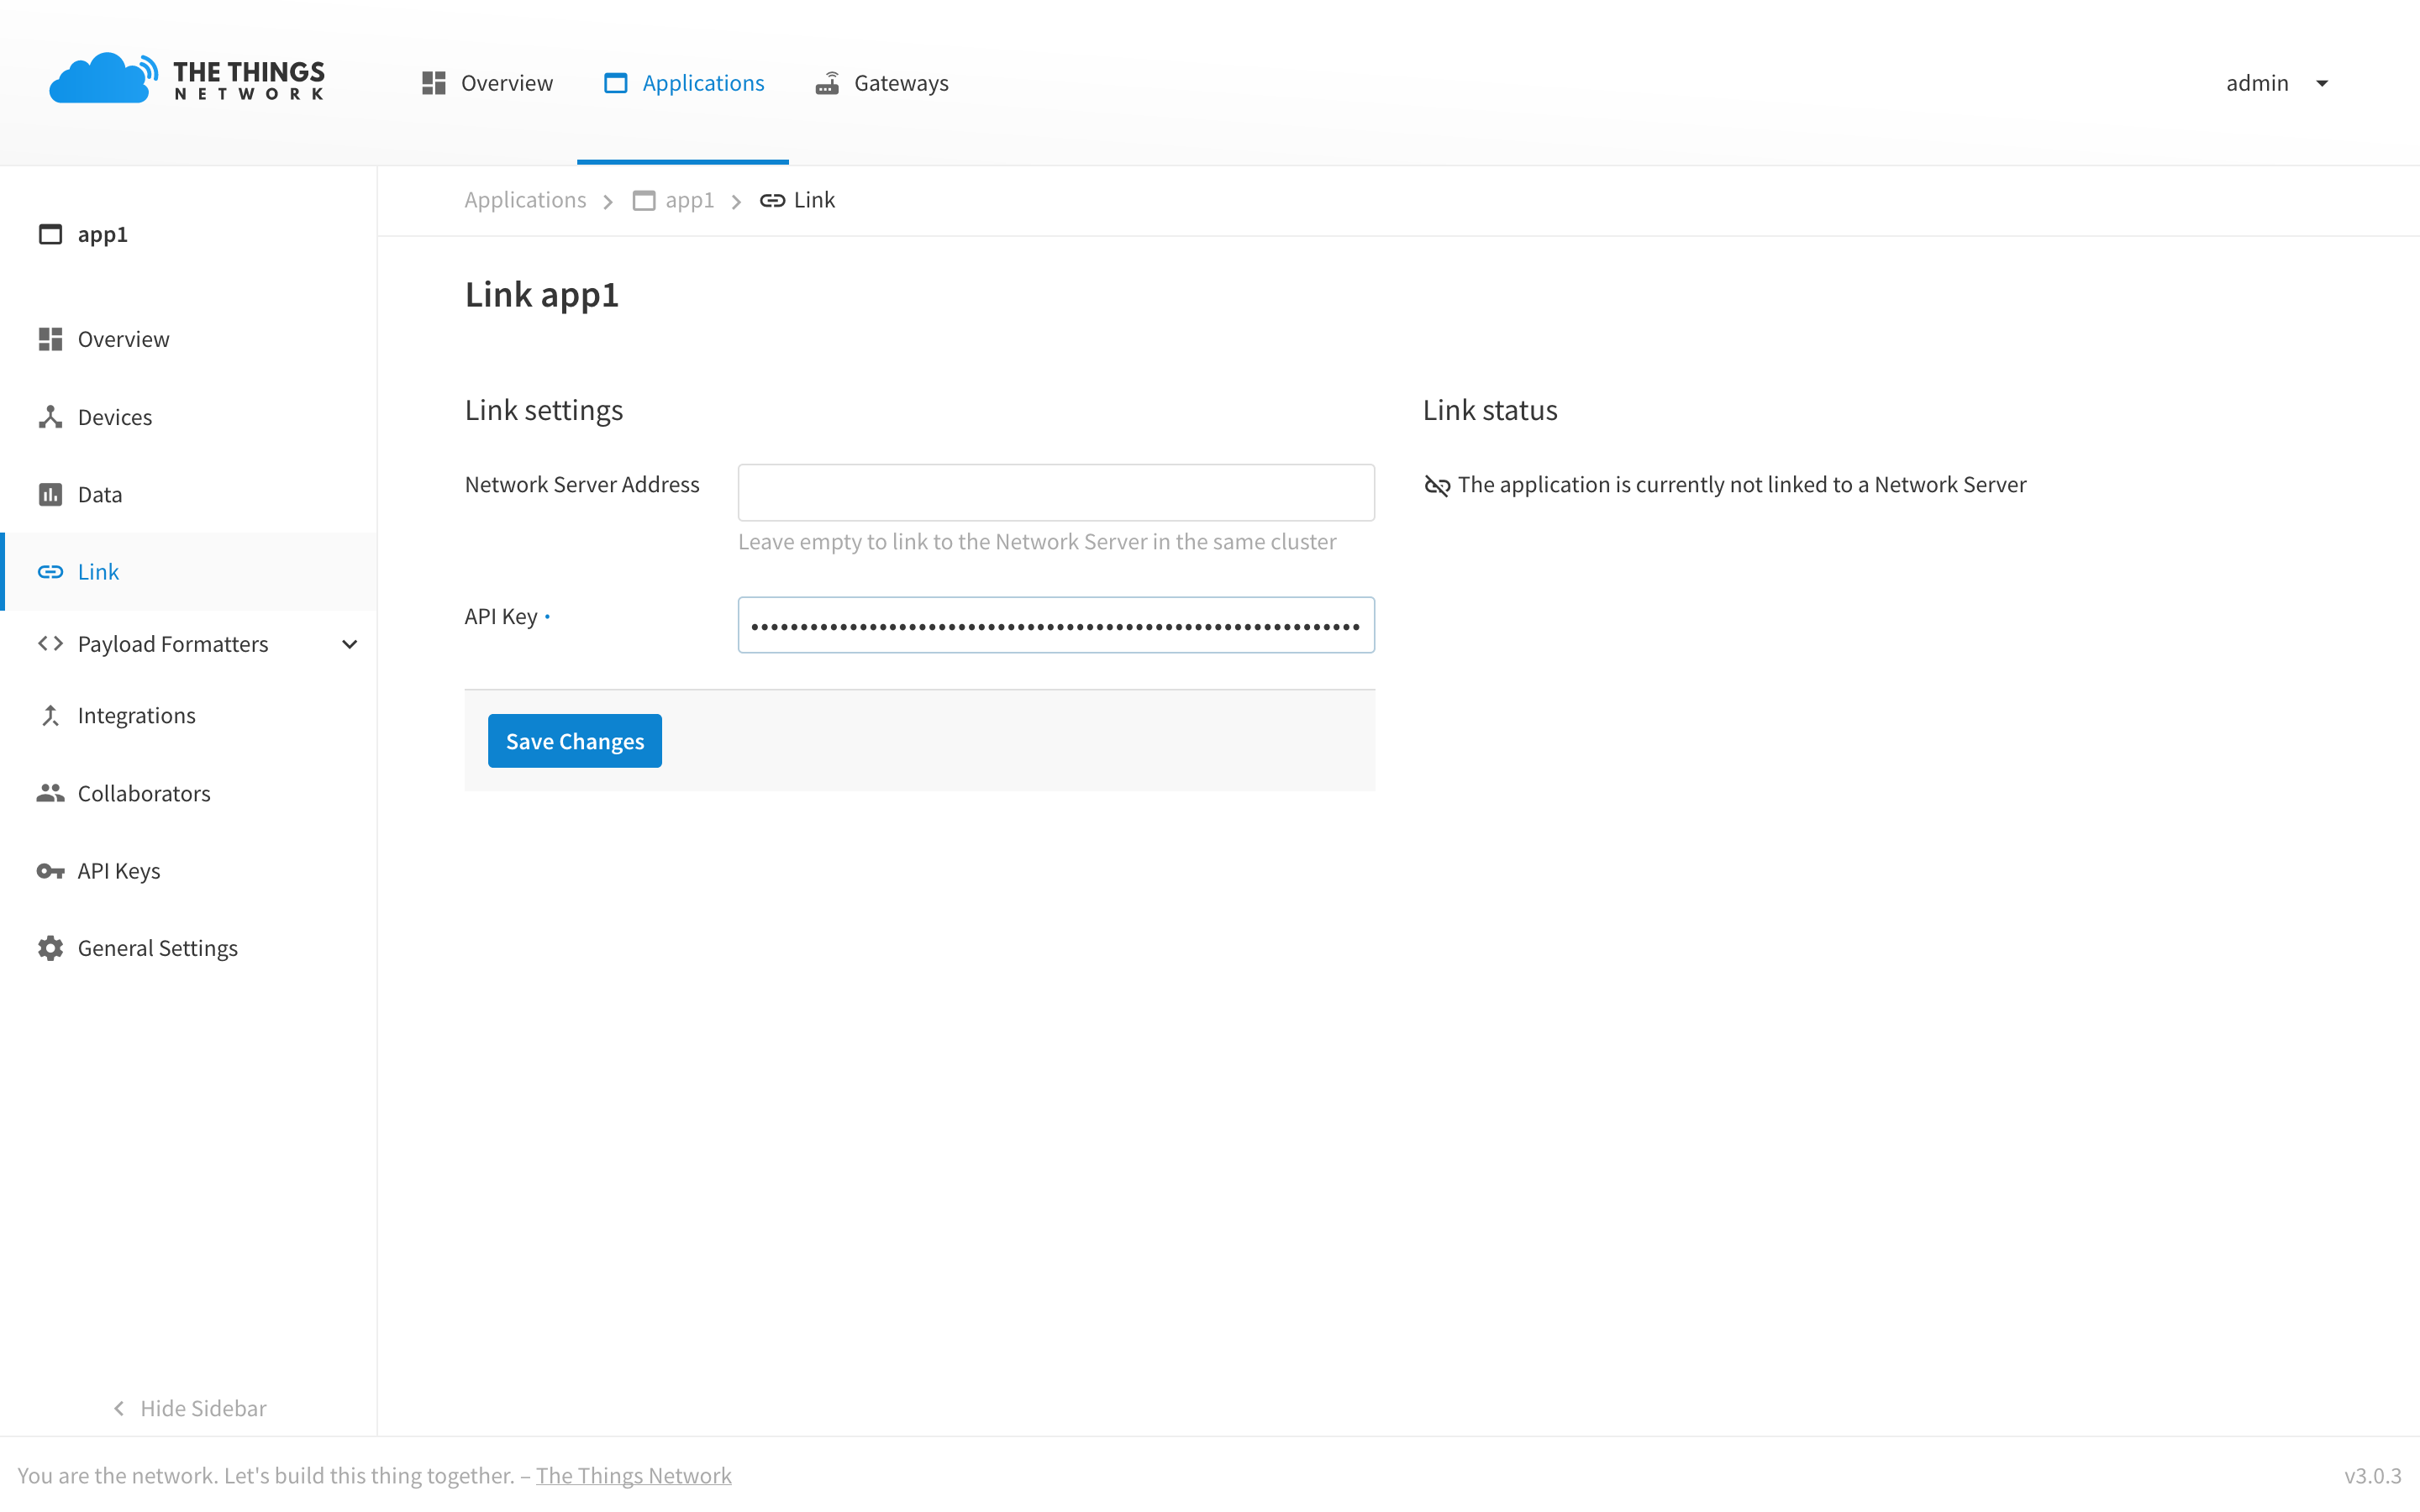 THE THINGS
NETWORK
Overview
Applications
Gateways
admin
app1
Overview
Devices
Data
Link
Payload Formatters
Integrations
Collaborators
API Keys
General Settings
Hide Sidebar
Applications > app1 > Link
Link app1
Link settings
Network Server Address
Leave empty to link to the Network Server in the same cluster
API Key •
••••••••••••••••••••••••••••••••••••••••••••••••••••••••••••••
Save Changes
Link status
The application is currently not linked to a Network Server
You are the network. Let's build this thing together. – The Things Network
v3.0.3